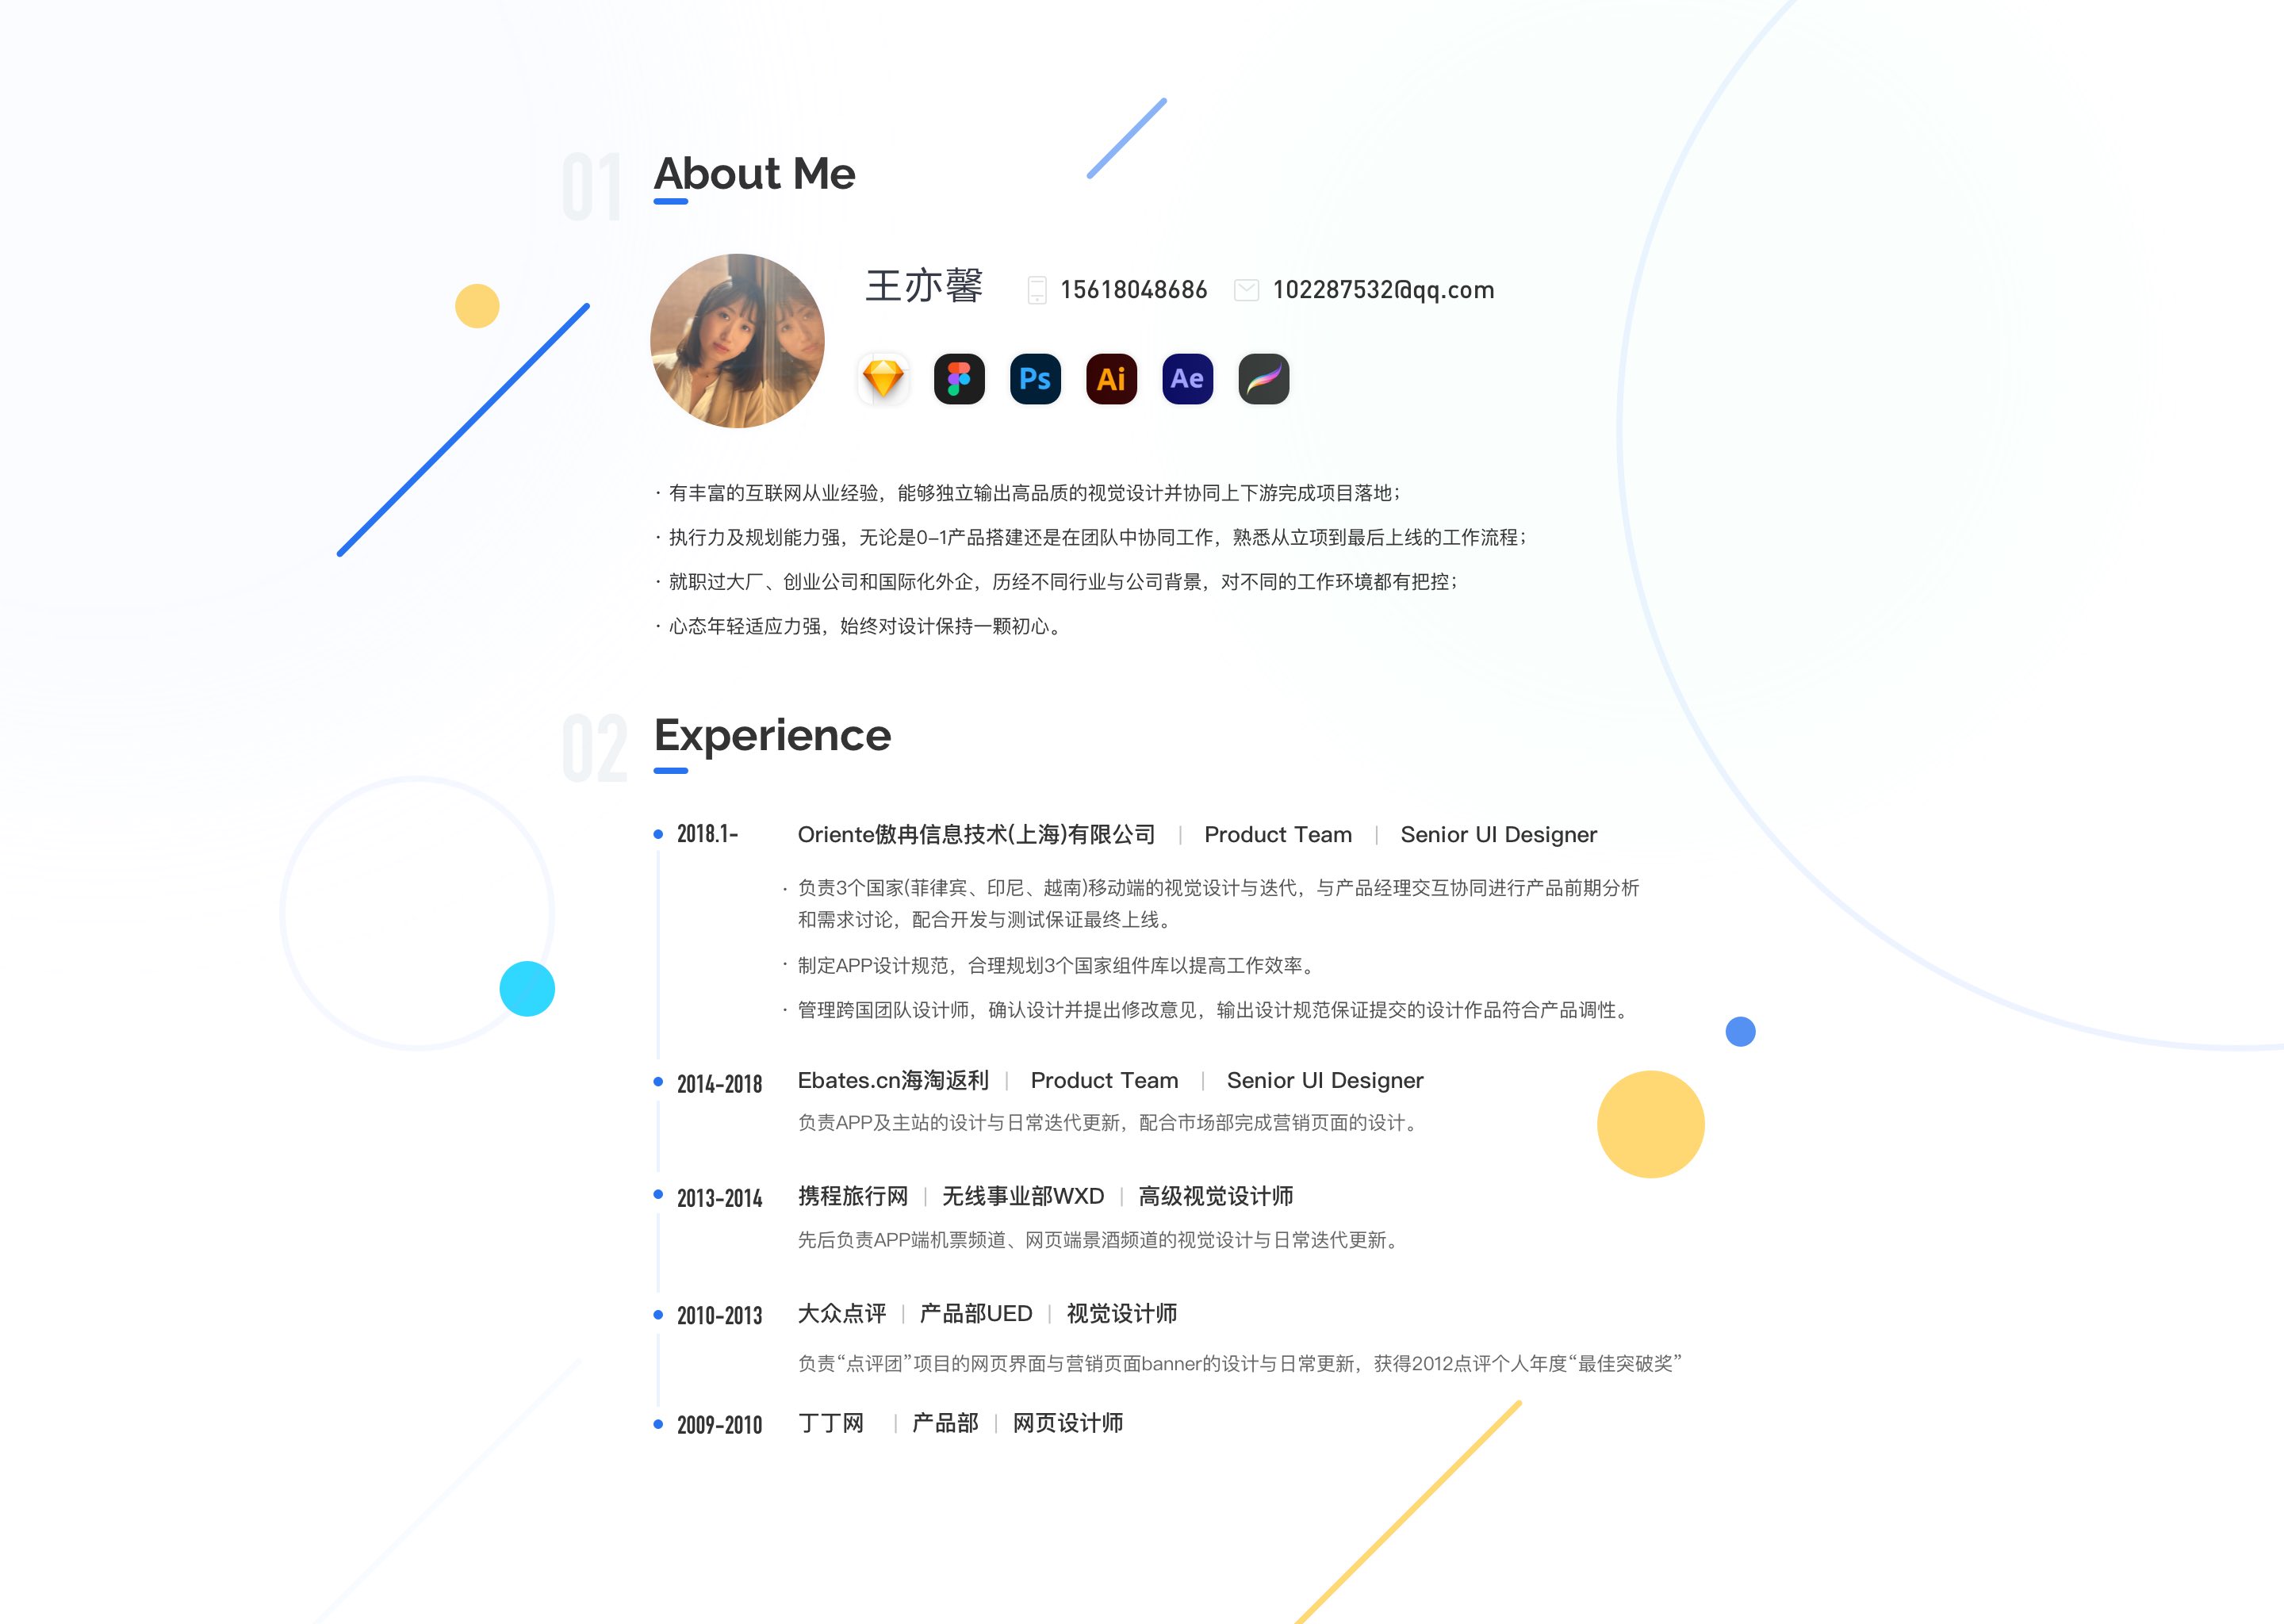 01 About Me
王亦馨 15618048686 102287532@qq.com
Ps Ai Ae
· 有丰富的互联网从业经验，能够独立输出高品质的视觉设计并协同上下游完成项目落地；
· 执行力及规划能力强，无论是0-1产品搭建还是在团队中协同工作，熟悉从立项到最后上线的工作流程；
· 就职过大厂、创业公司和国际化外企，历经不同行业与公司背景，对不同的工作环境都有把控；
· 心态年轻适应力强，始终对设计保持一颗初心。
02 Experience
2018.1- Oriente傲冉信息技术(上海)有限公司 | Product Team | Senior UI Designer
· 负责3个国家(菲律宾、印尼、越南)移动端的视觉设计与迭代，与产品经理交互协同进行产品前期分析
和需求讨论，配合开发与测试保证最终上线。
· 制定APP设计规范，合理规划3个国家组件库以提高工作效率。
· 管理跨国团队设计师，确认设计并提出修改意见，输出设计规范保证提交的设计作品符合产品调性。
2014-2018 Ebates.cn海淘返利 | Product Team | Senior UI Designer
负责APP及主站的设计与日常迭代更新，配合市场部完成营销页面的设计。
2013-2014 携程旅行网 | 无线事业部WXD | 高级视觉设计师
先后负责APP端机票频道、网页端景酒频道的视觉设计与日常迭代更新。
2010-2013 大众点评 | 产品部UED | 视觉设计师
负责“点评团”项目的网页界面与营销页面banner的设计与日常更新，获得2012点评个人年度“最佳突破奖”
2009-2010 丁丁网 | 产品部 | 网页设计师